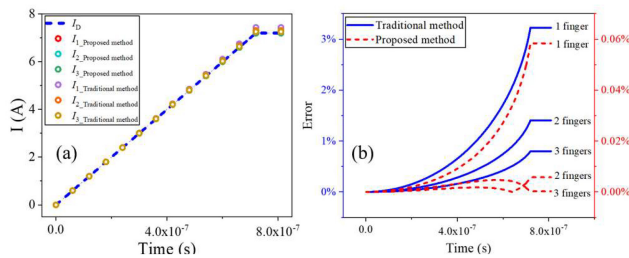 I_D
I_1_Proposed method
I_2_Proposed method
I_3_Proposed method
I_1_Traditional method
I_2_Traditional method
I_3_Traditional method
8
6
4
2
0
I (A)
(a)
0.0 4.0x10^-7 8.0x10^-7
Time (s)
Traditional method
Proposed method
3%
2%
1%
0%
Error
(b)
1 finger
1 finger
2 fingers
3 fingers
2 fingers
3 fingers
0.06%
0.04%
0.02%
0.00%
0.0 4.0x10^-7 8.0x10^-7
Time (s)